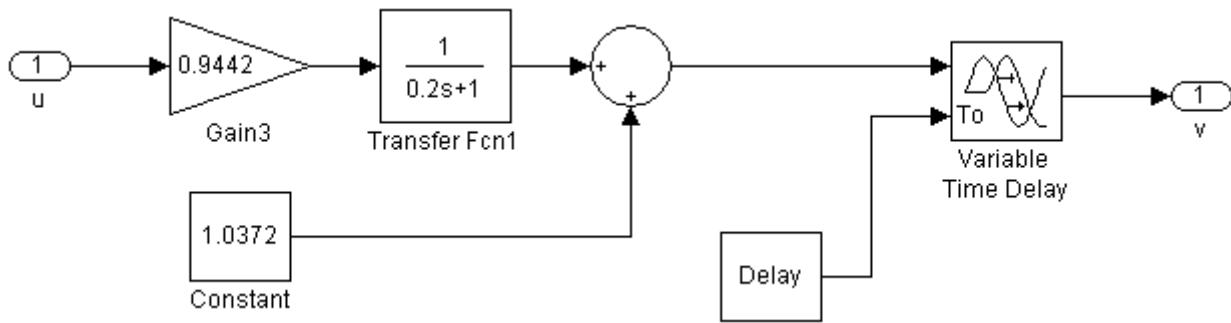 1
u
0.9442
Gain3
1
0.2s+1
Transfer Fcn1
+
+
1.0372
Constant
Delay
To
Variable
Time Delay
1
v